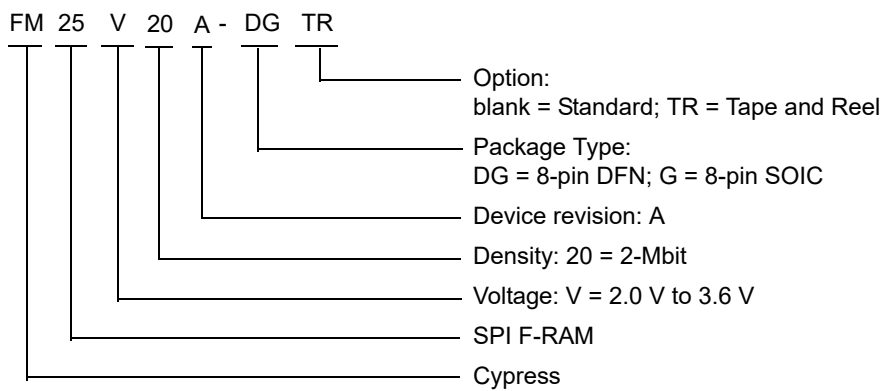 FM 25 V 20 A - DG TR
Option:
blank = Standard; TR = Tape and Reel
Package Type:
DG = 8-pin DFN; G = 8-pin SOIC
Device revision: A
Density: 20 = 2-Mbit
Voltage: V = 2.0 V to 3.6 V
SPI F-RAM
Cypress